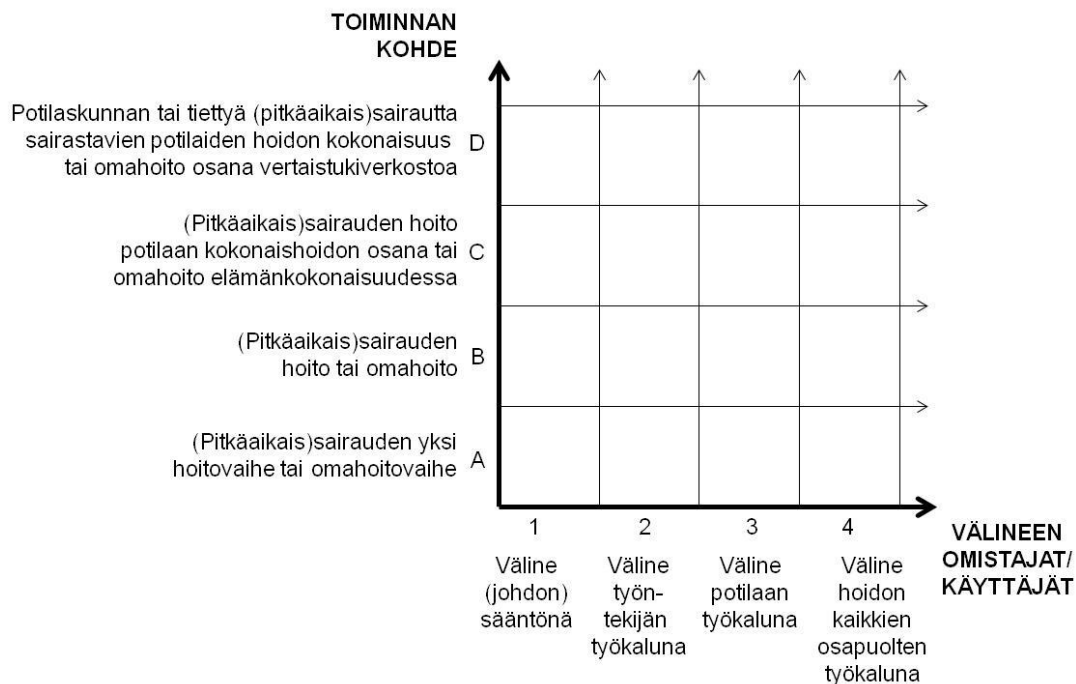 TOIMINNAN
KOHDE
Potilaskunnan tai tiettyä (pitkäaikais)sairautta
sairastavien potilaiden hoidon kokonaisuus
tai omahoito osana vertaistukiverkostoa
D
(Pitkäaikais)sairauden hoito
potilaan kokonaishoidon osana tai
omahoito elämänkokonaisuudessa
C
(Pitkäaikais)sairauden
hoito tai omahoito
B
(Pitkäaikais)sairauden yksi
hoitovaihe tai omahoitovaihe
A
1
Väline
(johdon)
sääntönä
2
Väline
työn-
tekijän
työkaluna
3
Väline
potilaan
työkaluna
4
Väline
hoidon
kaikkien
osapuolten
työkaluna
VÄLINEEN
OMISTAJAT/
KÄYTTÄJÄT